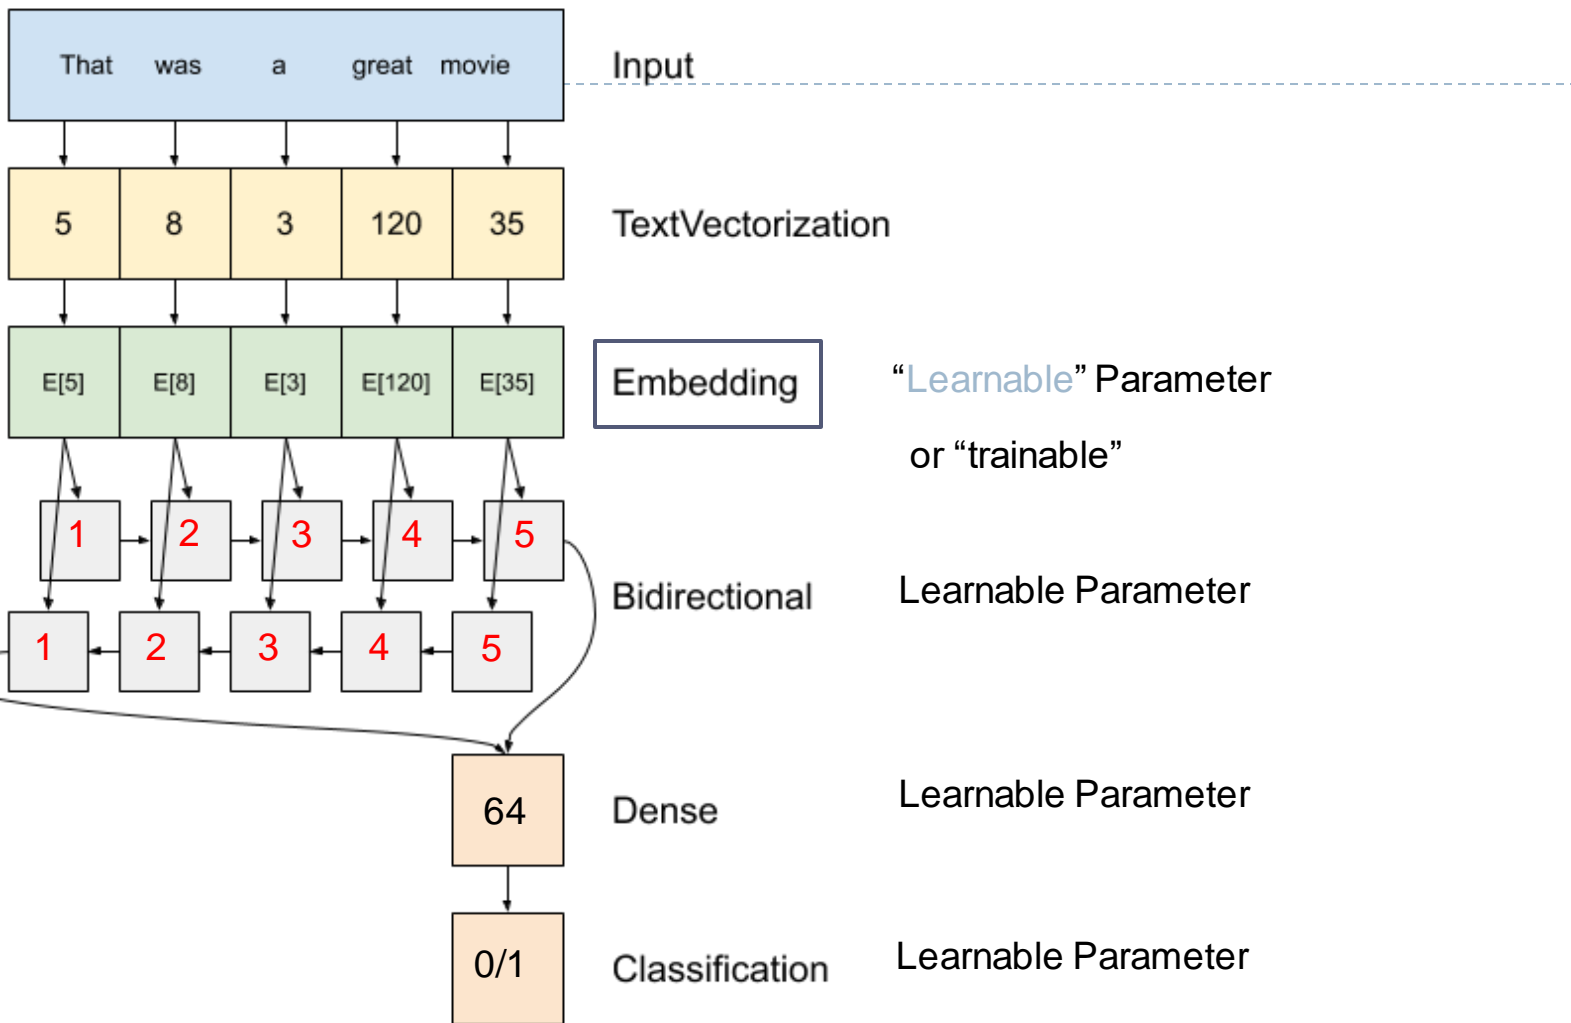 That was a great movie Input
5 8 3 120 35 TextVectorization
E[5] E[8] E[3] E[120] E[35] Embedding “Learnable” Parameter
or “trainable”
1 2 3 4 5
Bidirectional Learnable Parameter
1 2 3 4 5
64 Dense Learnable Parameter
0/1 Classification Learnable Parameter